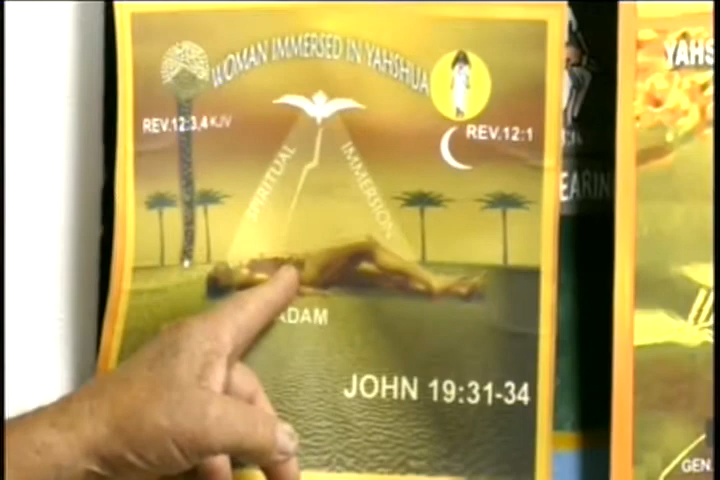 WOMAN IMMERSED IN YAHSHUA
REV.12:3,4 KJV
REV.12:1
SPIRITUAL
IMMERSION
ADAM
JOHN 19:31-34
YAHS
EARIN
GEN.